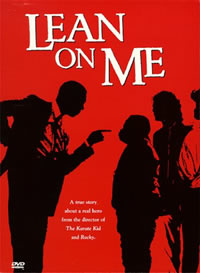 LEAN
ON ME
A true story
about a real hero
from the director of
The Karate Kid
and Rocky.
DVD